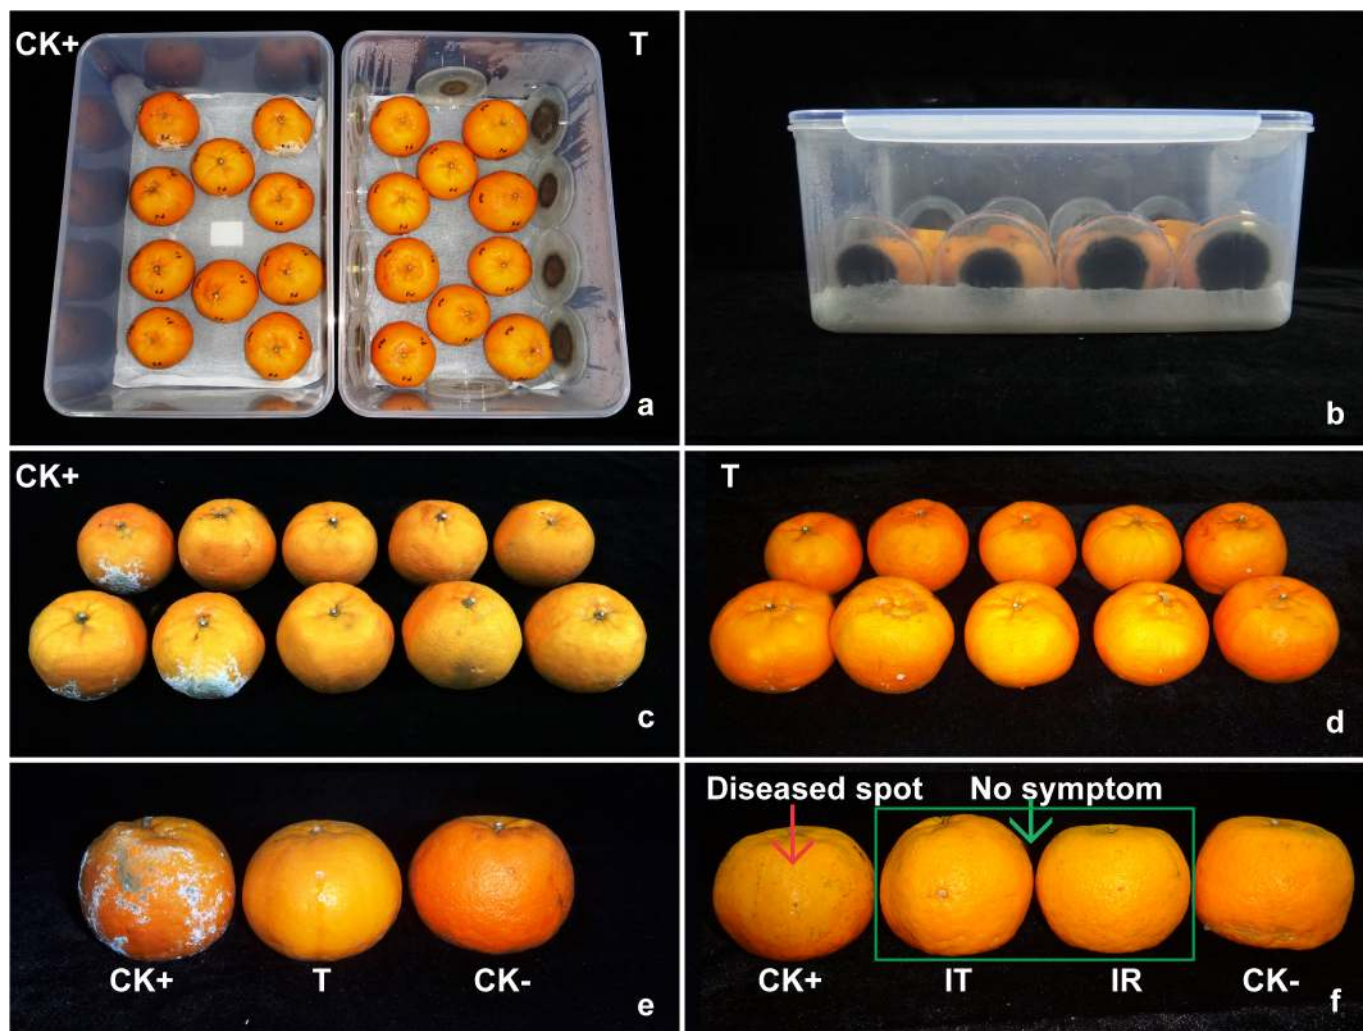 CK+
T
a
b
CK+
c
T
d
CK+
T
CK-
e
Diseased spot
No symptom
CK+
IT
IR
CK-
f